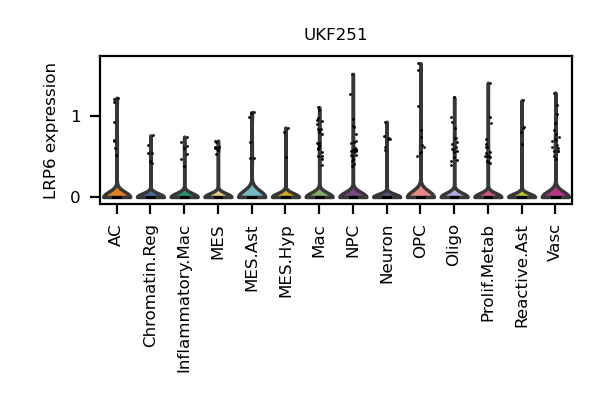 UKF251
LRP6 expression
1
0
AC
Chromatin.Reg
Inflammatory.Mac
MES
MES.Ast
MES.Hyp
Mac
NPC
Neuron
OPC
Oligo
Prolif.Metab
Reactive.Ast
Vasc